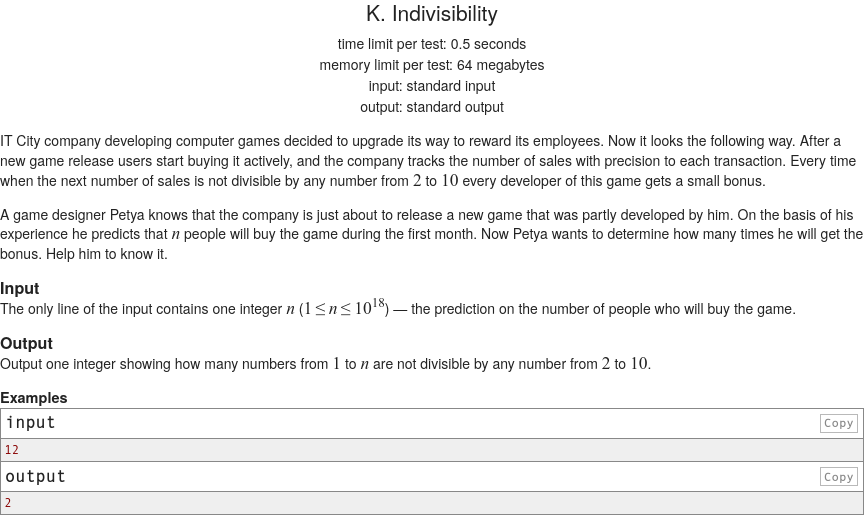 K. Indivisibility
time limit per test: 0.5 seconds
memory limit per test: 64 megabytes
input: standard input
output: standard output
IT City company developing computer games decided to upgrade its way to reward its employees. Now it looks the following way. After a
new game release users start buying it actively, and the company tracks the number of sales with precision to each transaction. Every time
when the next number of sales is not divisible by any number from 2 to 10 every developer of this game gets a small bonus.
A game designer Petya knows that the company is just about to release a new game that was partly developed by him. On the basis of his
experience he predicts that n people will buy the game during the first month. Now Petya wants to determine how many times he will get the
bonus. Help him to know it.
Input
The only line of the input contains one integer n (1 ≤ n ≤ 10^18) — the prediction on the number of people who will buy the game.
Output
Output one integer showing how many numbers from 1 to n are not divisible by any number from 2 to 10.
Examples
input Copy
12
output Copy
2